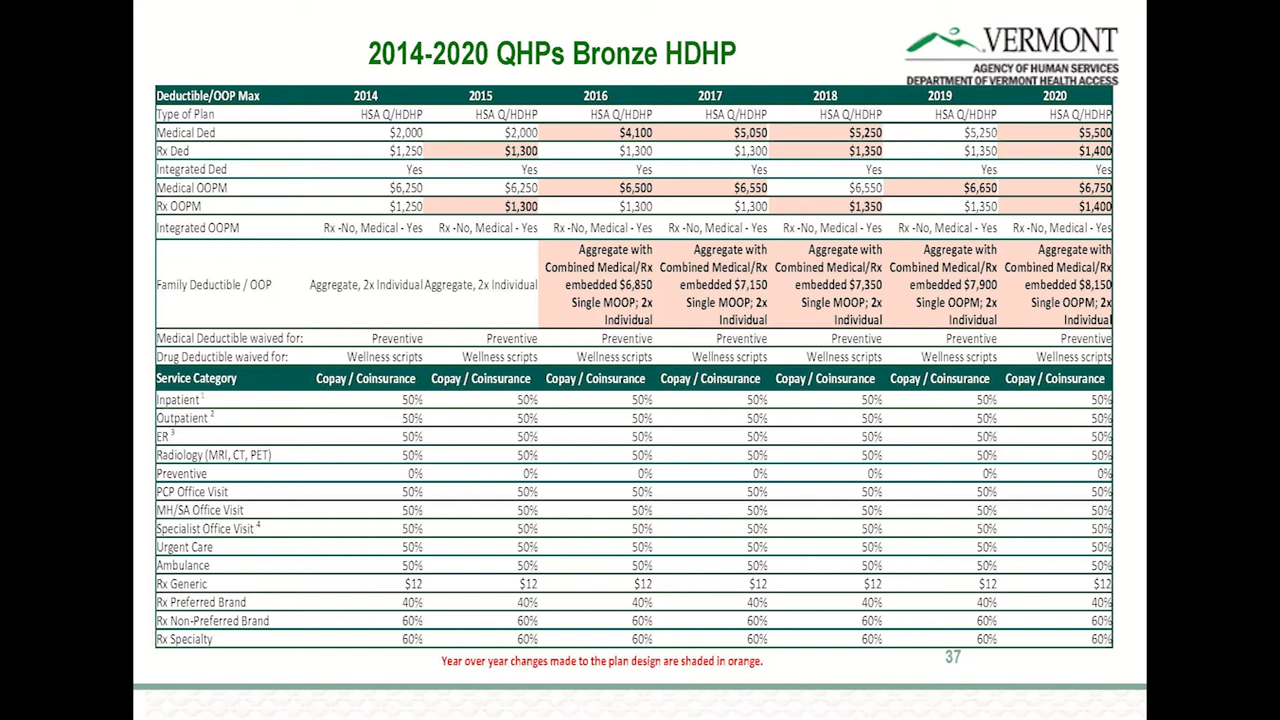 2014-2020 QHPs Bronze HDHP
VERMONT
AGENCY OF HUMAN SERVICES
DEPARTMENT OF VERMONT HEALTH ACCESS
Deductible/OOP Max 2014 2015 2016 2017 2018 2019 2020
Type of Plan HSA Q/HDHP HSA Q/HDHP HSA Q/HDHP HSA Q/HDHP HSA Q/HDHP HSA Q/HDHP HSA Q/HDHP
Medical Ded $2,000 $2,000 $4,100 $5,050 $5,250 $5,250 $5,500
Rx Ded $1,250 $1,300 $1,300 $1,300 $1,350 $1,350 $1,400
Integrated Ded Yes Yes Yes Yes Yes Yes Yes
Medical OOPM $6,250 $6,250 $6,500 $6,550 $6,550 $6,650 $6,750
Rx OOPM $1,250 $1,300 $1,300 $1,300 $1,350 $1,350 $1,400
Integrated OOPM Rx -No, Medical - Yes Rx -No, Medical - Yes Rx -No, Medical - Yes Rx -No, Medical - Yes Rx -No, Medical - Yes Rx -No, Medical - Yes Rx -No, Medical - Yes
Aggregate with Aggregate with Aggregate with Aggregate with Aggregate with
Combined Medical/Rx Combined Medical/Rx Combined Medical/Rx Combined Medical/Rx Combined Medical/Rx
Family Deductible / OOP Aggregate, 2x Individual Aggregate, 2x Individual embedded $6,850 embedded $7,150 embedded $7,350 embedded $7,900 embedded $8,150
Single MOOP; 2x Single MOOP; 2x Single MOOP; 2x Single OOPM; 2x Single OOPM; 2x
Individual Individual Individual Individual Individual
Medical Deductible waived for: Preventive Preventive Preventive Preventive Preventive Preventive Preventive
Drug Deductible waived for: Wellness scripts Wellness scripts Wellness scripts Wellness scripts Wellness scripts Wellness scripts Wellness scripts
Service Category Copay / Coinsurance Copay / Coinsurance Copay / Coinsurance Copay / Coinsurance Copay / Coinsurance Copay / Coinsurance Copay / Coinsurance
Inpatient 1 50% 50% 50% 50% 50% 50% 50%
Outpatient 2 50% 50% 50% 50% 50% 50% 50%
ER 3 50% 50% 50% 50% 50% 50% 50%
Radiology (MRI, CT, PET) 50% 50% 50% 50% 50% 50% 50%
Preventive 0% 0% 0% 0% 0% 0% 0%
PCP Office Visit 50% 50% 50% 50% 50% 50% 50%
MH/SA Office Visit 50% 50% 50% 50% 50% 50% 50%
Specialist Office Visit 4 50% 50% 50% 50% 50% 50% 50%
Urgent Care 50% 50% 50% 50% 50% 50% 50%
Ambulance 50% 50% 50% 50% 50% 50% 50%
Rx Generic $12 $12 $12 $12 $12 $12 $12
Rx Preferred Brand 40% 40% 40% 40% 40% 40% 40%
Rx Non-Preferred Brand 60% 60% 60% 60% 60% 60% 60%
Rx Specialty 60% 60% 60% 60% 60% 60% 60%
Year over year changes made to the plan design are shaded in orange.
37